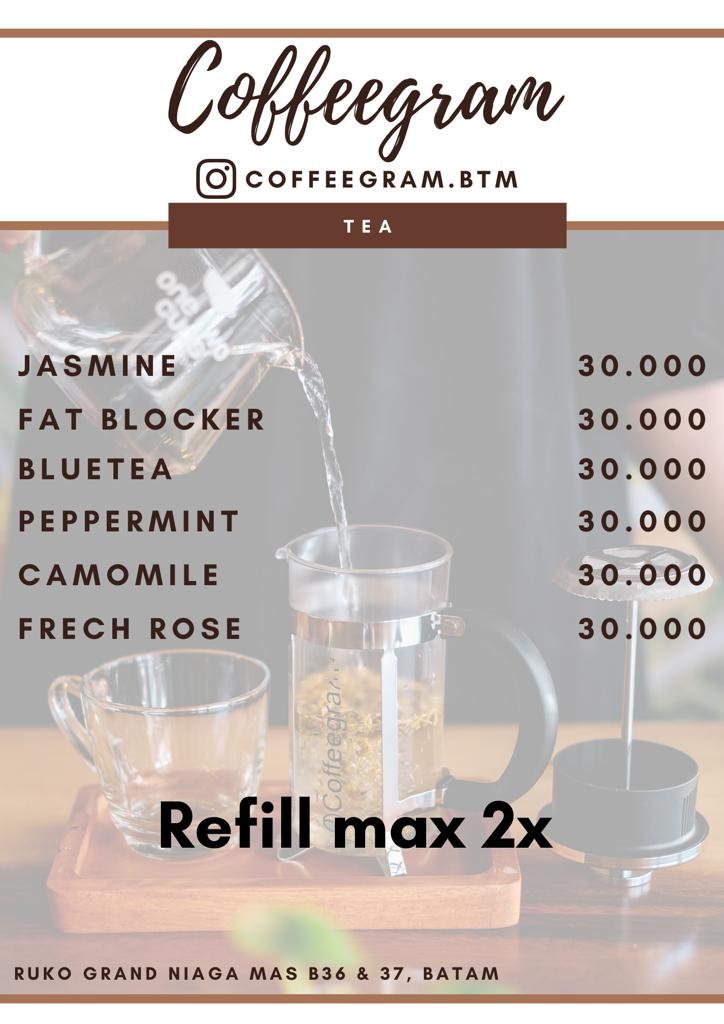 Coffeegram
COFFEEGRAM.BTM
TEA
JASMINE 30.000
FAT BLOCKER 30.000
BLUETEA 30.000
PEPPERMINT 30.000
CAMOMILE 30.000
FRECH ROSE 30.000
Refill max 2x
RUKO GRAND NIAGA MAS B36 & 37, BATAM